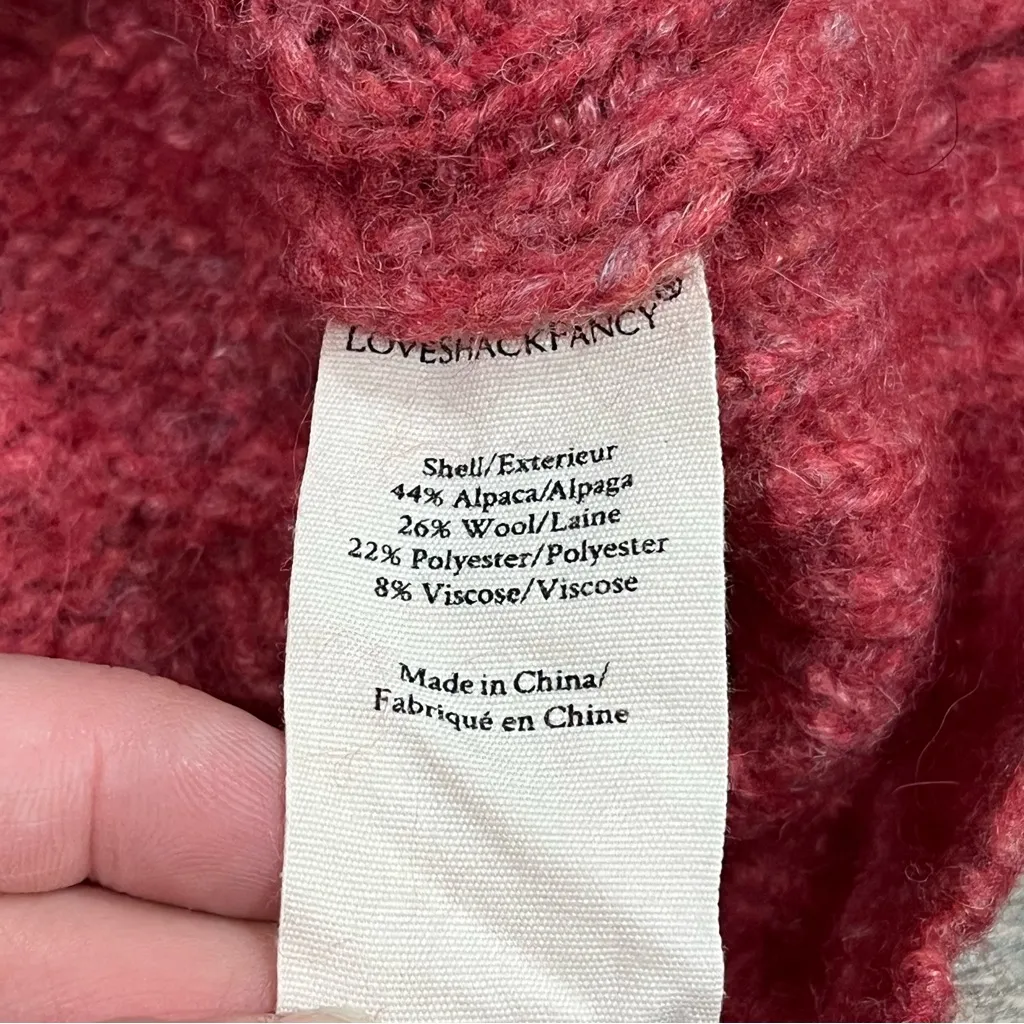 LOVESHACKFANCY®
Shell/Exterieur
44% Alpaca/Alpaga
26% Wool/Laine
22% Polyester/Polyester
8% Viscose/Viscose
Made in China/
Fabriqué en Chine